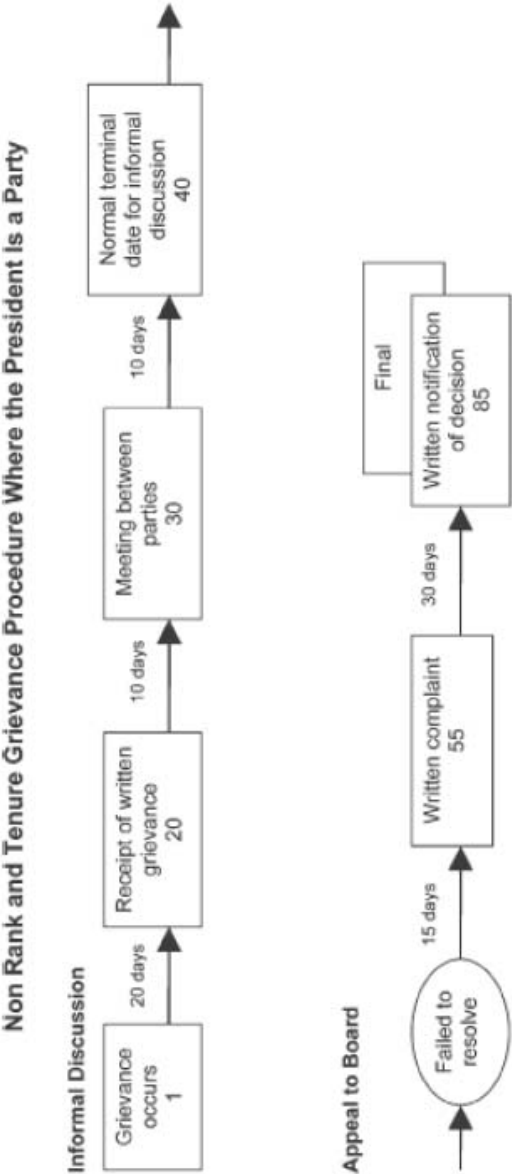 Non Rank and Tenure Grievance Procedure Where the President Is a Party
Informal Discussion
Grievance
occurs
1
20 days
Receipt of written
grievance
20
10 days
Meeting between
parties
30
10 days
Normal terminal
date for informal
discussion
40
Appeal to Board
Failed to
resolve
15 days
Written complaint
55
30 days
Final
Written notification
of decision
85